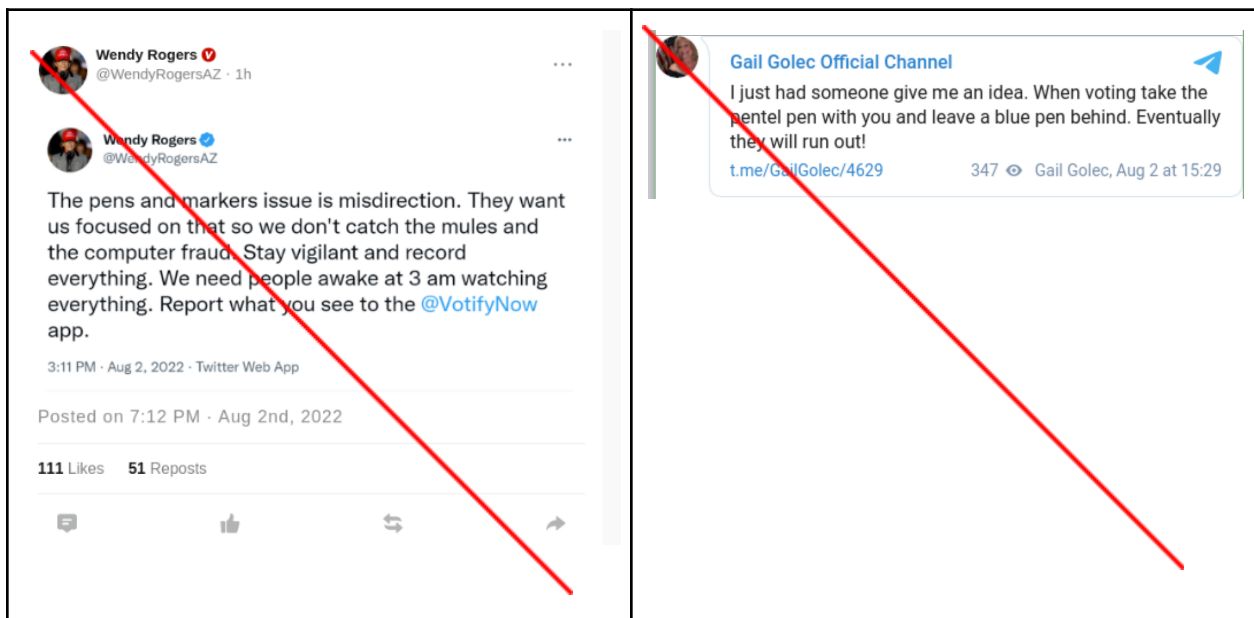 Wendy Rogers
@WendyRogersAZ · 1h
Wendy Rogers
@WendyRogersAZ
The pens and markers issue is misdirection. They want
us focused on that so we don't catch the mules and
the computer fraud. Stay vigilant and record
everything. We need people awake at 3 am watching
everything. Report what you see to the @VotifyNow
app.
3:11 PM · Aug 2, 2022 · Twitter Web App
Posted on 7:12 PM · Aug 2nd, 2022
111 Likes 51 Reposts
Gail Golec Official Channel
I just had someone give me an idea. When voting take the
pentel pen with you and leave a blue pen behind. Eventually
they will run out!
t.me/GailGolec/4629 347 Gail Golec, Aug 2 at 15:29